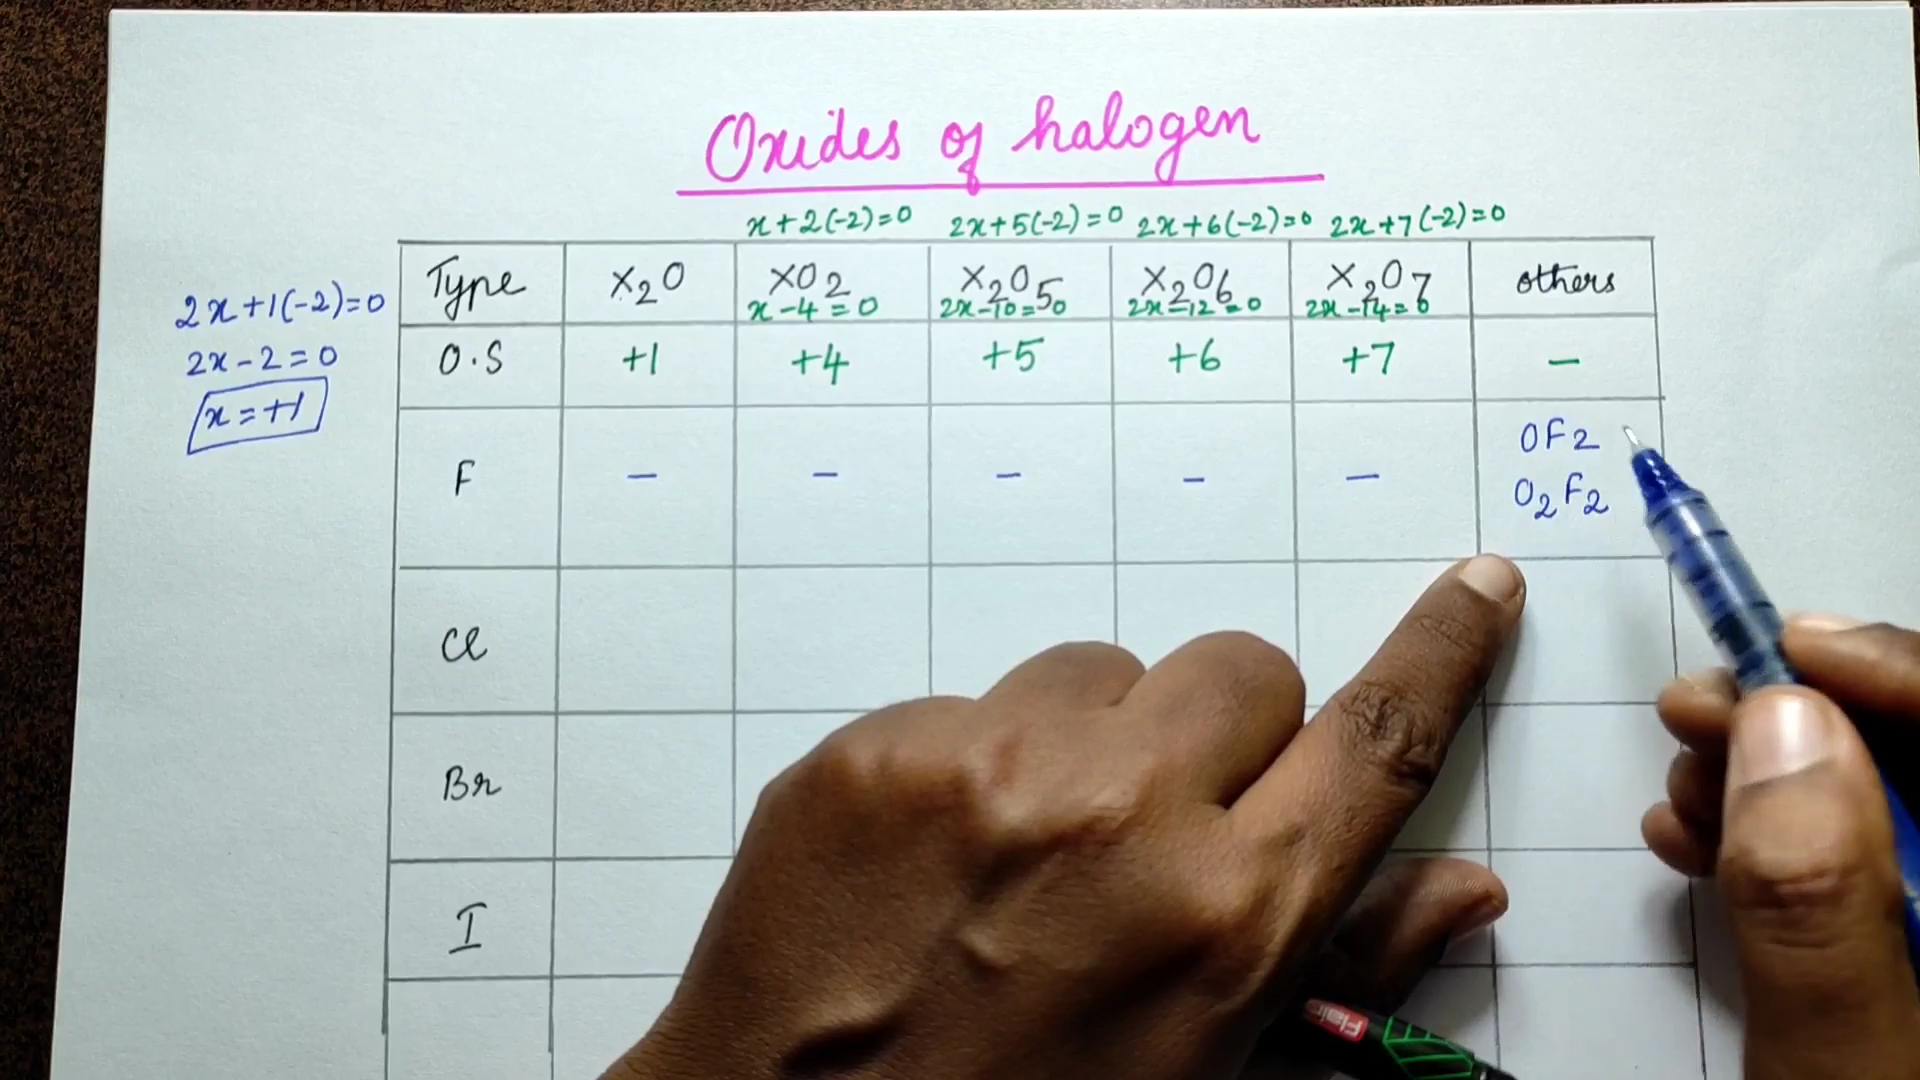 Oxides of halogen
x+2(-2)=0 2x+5(-2)=0 2x+6(-2)=0 2x+7(-2)=0
Type X2O XO2 X2O5 X2O6 X2O7 others
x-4=0 2x-10=0 2x-12=0 2x-14=0
2x+1(-2)=0
2x-2=0
x=+1
O.S +1 +4 +5 +6 +7 –
F – – – – – OF2
O2F2
Cl
Br
I
Flair